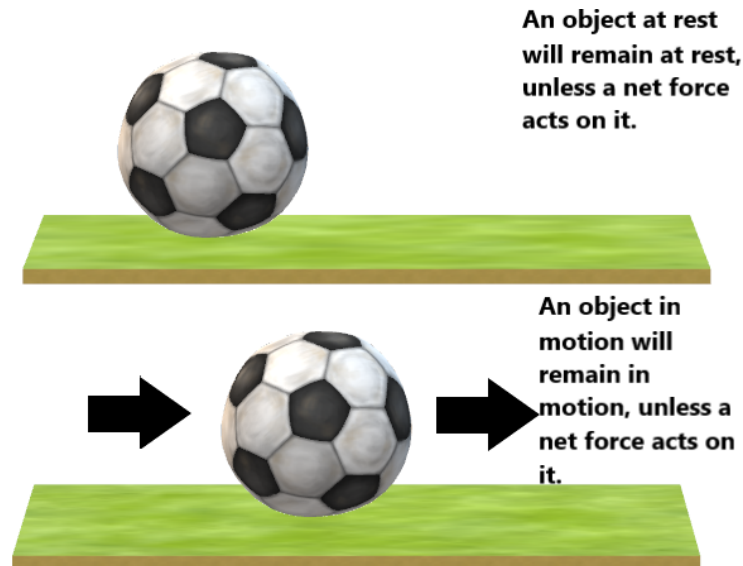 An object at rest
will remain at rest,
unless a net force
acts on it.
An object in
motion will
remain in
motion, unless a
net force acts on
it.